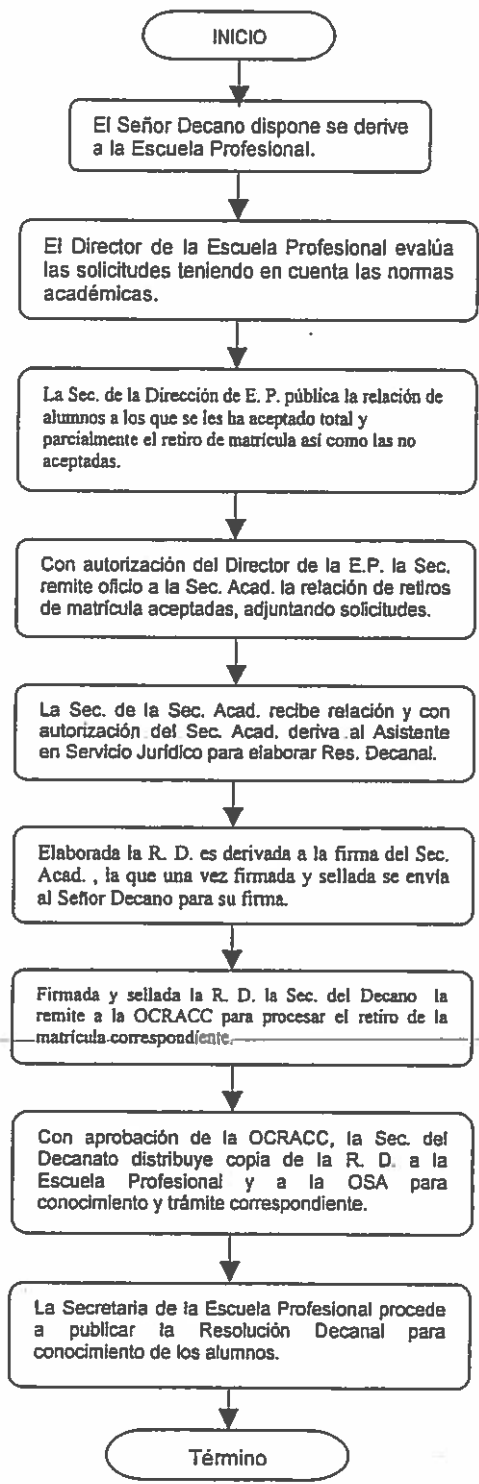 INICIO
El Señor Decano dispone se derive
a la Escuela Profesional.
El Director de la Escuela Profesional evalúa
las solicitudes teniendo en cuenta las normas
académicas.
La Sec. de la Dirección de E. P. pública la relación de
alumnos a los que se les ha aceptado total y
parcialmente el retiro de matrícula así como las no
aceptadas.
Con autorización del Director de la E.P. la Sec.
remite oficio a la Sec. Acad. la relación de retiros
de matrícula aceptadas, adjuntando solicitudes.
La Sec. de la Sec. Acad. recibe relación y con
autorización del Sec. Acad. deriva al Asistente
en Servicio Jurídico para elaborar Res. Decanal.
Elaborada la R. D. es derivada a la firma del Sec.
Acad. , la que una vez firmada y sellada se envía
al Señor Decano para su firma.
Firmada y sellada la R. D. la Sec. del Decano la
remite a la OCRACC para procesar el retiro de la
matrícula correspondiente.
Con aprobación de la OCRACC, la Sec. del
Decanato distribuye copia de la R. D. a la
Escuela Profesional y a la OSA para
conocimiento y trámite correspondiente.
La Secretaria de la Escuela Profesional procede
a publicar la Resolución Decanal para
conocimiento de los alumnos.
Término